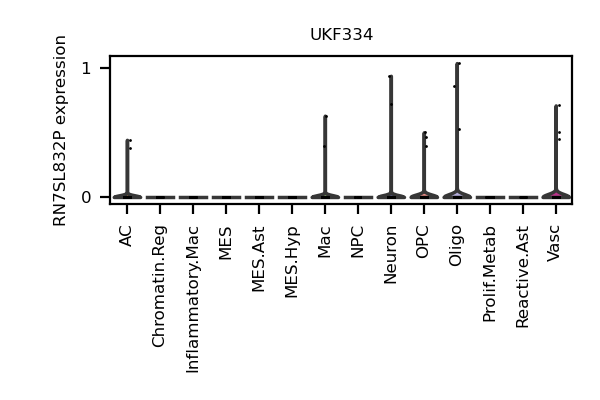 UKF334
RN7SL832P expression
1
0
AC
Chromatin.Reg
Inflammatory.Mac
MES
MES.Ast
MES.Hyp
Mac
NPC
Neuron
OPC
Oligo
Prolif.Metab
Reactive.Ast
Vasc